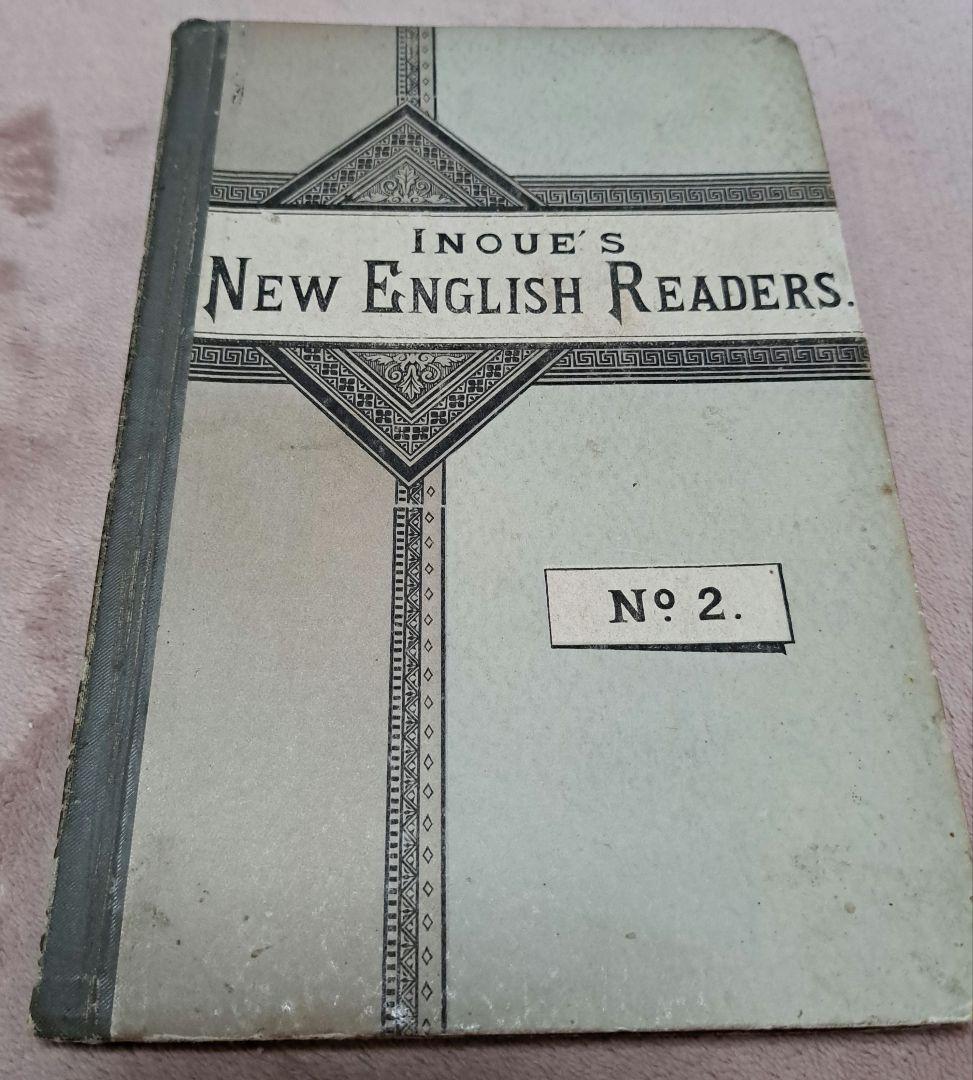 INOUE'S
NEW ENGLISH READERS.
No. 2.